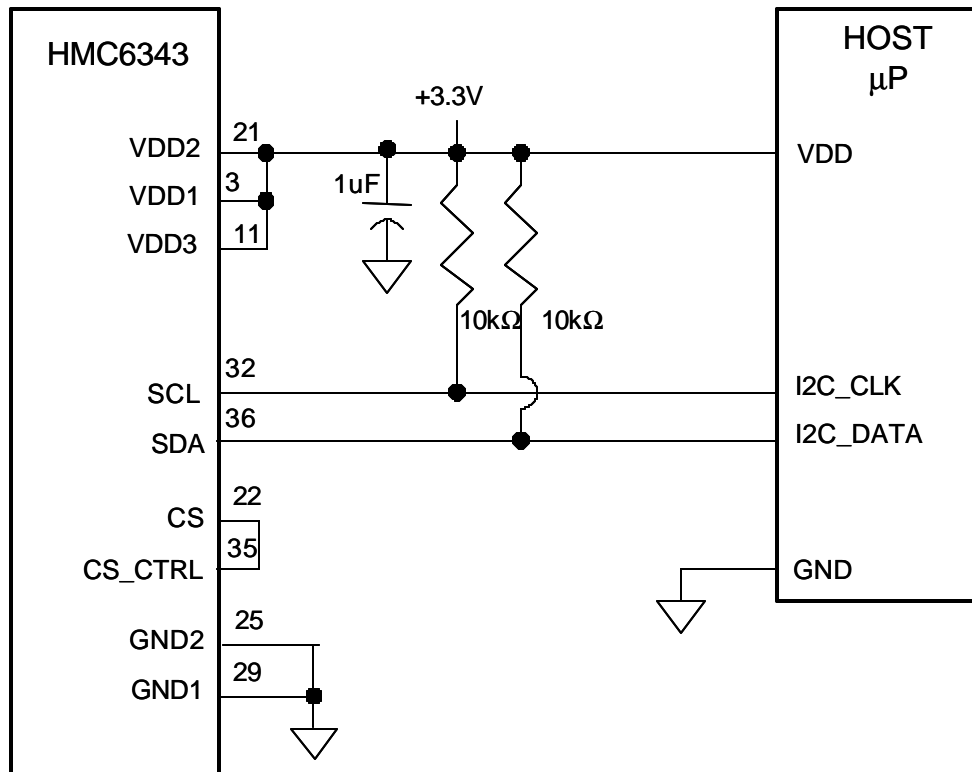 HMC6343
HOST
μP
+3.3V
VDD2
21
VDD
VDD1
3
1uF
VDD3
11
10kΩ
10kΩ
SCL
32
I2C_CLK
SDA
36
I2C_DATA
CS
22
CS_CTRL
35
GND
GND2
25
GND1
29